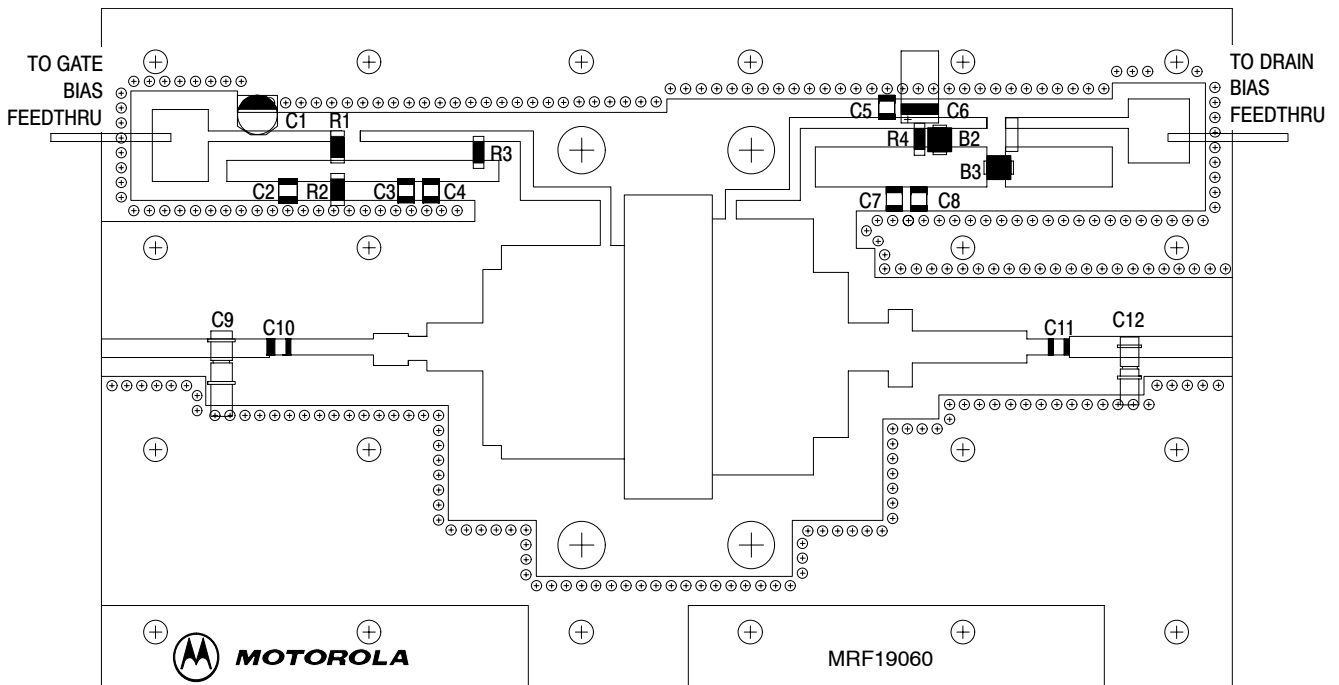 TO GATE
BIAS
FEEDTHRU
TO DRAIN
BIAS
FEEDTHRU
C1
R1
R3
C2
R2
C3
C4
C5
C6
R4
B2
B3
C7
C8
C9
C10
C11
C12
MOTOROLA
MRF19060